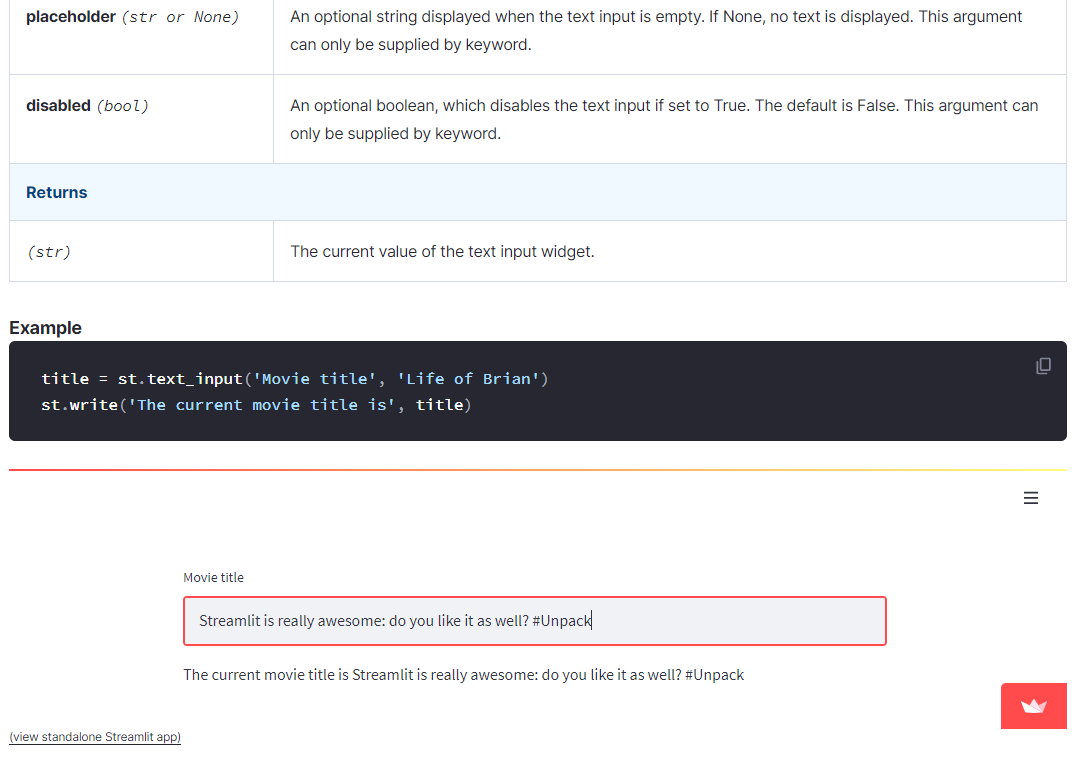 placeholder (str or None) An optional string displayed when the text input is empty. If None, no text is displayed. This argument
can only be supplied by keyword.
disabled (bool) An optional boolean, which disables the text input if set to True. The default is False. This argument can
only be supplied by keyword.
Returns
(str) The current value of the text input widget.
Example
title = st.text_input('Movie title', 'Life of Brian')
st.write('The current movie title is', title)
Movie title
Streamlit is really awesome: do you like it as well? #Unpack
The current movie title is Streamlit is really awesome: do you like it as well? #Unpack
(view standalone Streamlit app)